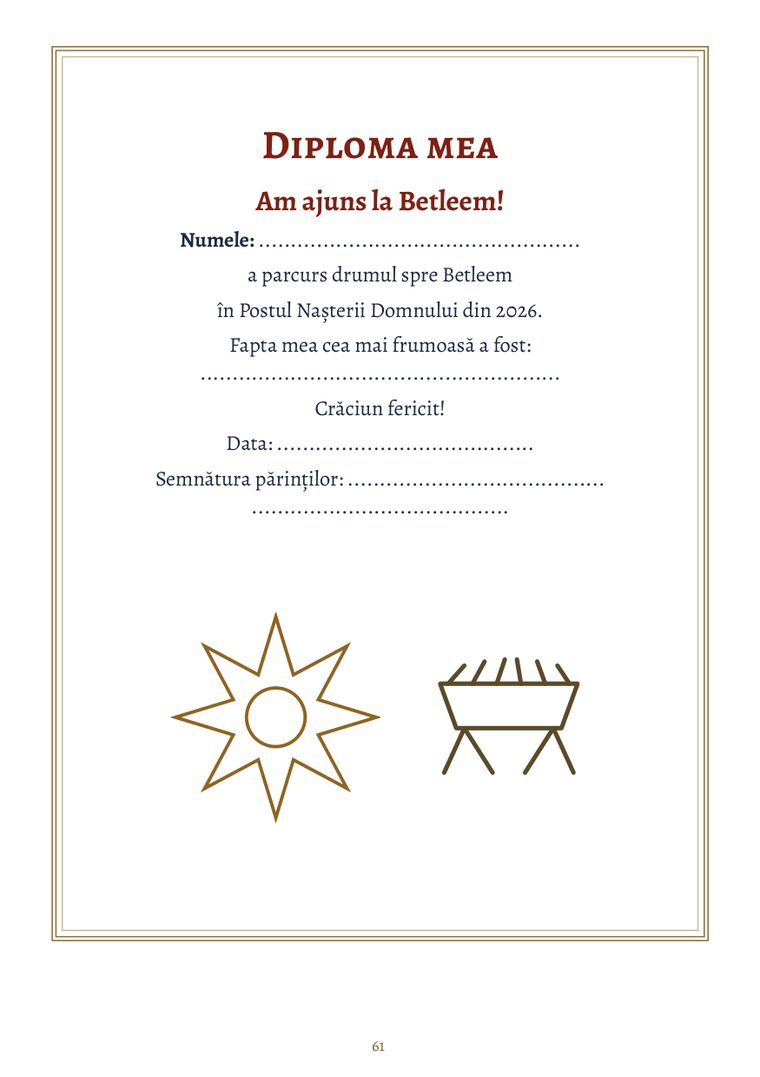 Diploma mea
Am ajuns la Betleem!
Numele: ..................................................
a parcurs drumul spre Betleem
în Postul Nașterii Domnului din 2026.
Fapta mea cea mai frumoasă a fost:
........................................................
Crăciun fericit!
Data: ........................................
Semnătura părinților: ........................................
........................................
61